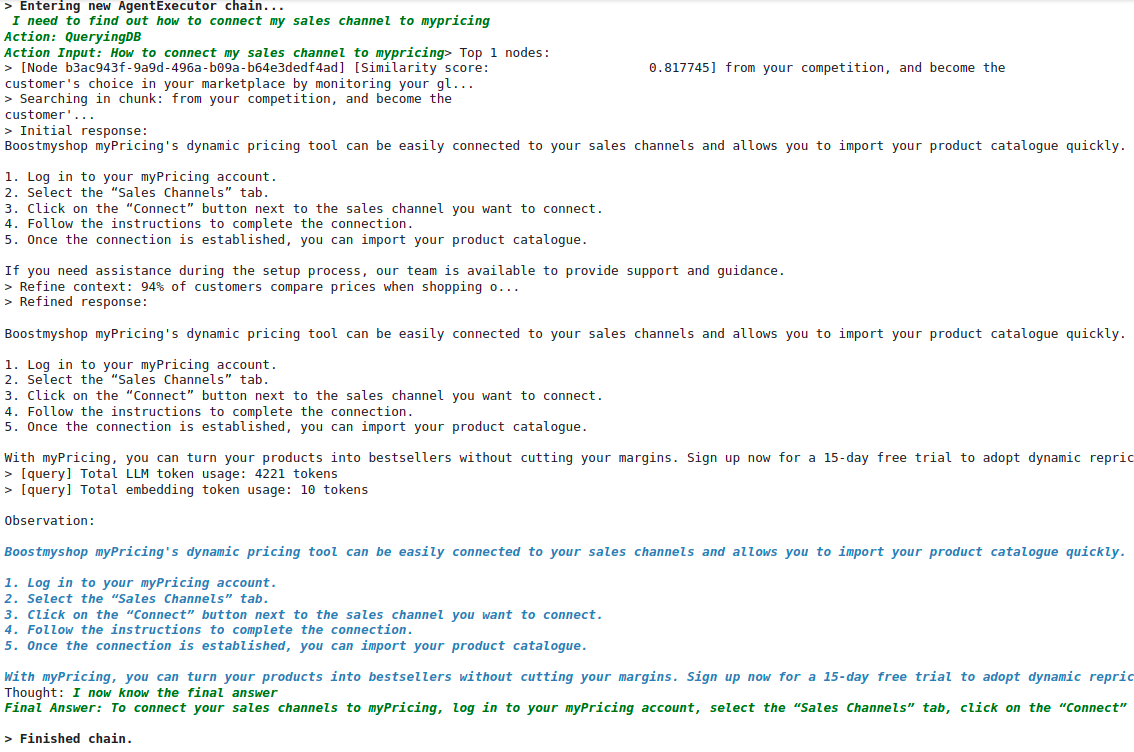 > Entering new AgentExecutor chain...
I need to find out how to connect my sales channel to mypricing
Action: QueryingDB
Action Input: How to connect my sales channel to mypricing> Top 1 nodes:
> [Node b3ac943f-9a9d-496a-b09a-b64e3dedf4ad] [Similarity score: 0.817745] from your competition, and become the
customer's choice in your marketplace by monitoring your gl...
> Searching in chunk: from your competition, and become the
customer'...
> Initial response:
Boostmyshop myPricing's dynamic pricing tool can be easily connected to your sales channels and allows you to import your product catalogue quickly.
1. Log in to your myPricing account.
2. Select the “Sales Channels” tab.
3. Click on the “Connect” button next to the sales channel you want to connect.
4. Follow the instructions to complete the connection.
5. Once the connection is established, you can import your product catalogue.
If you need assistance during the setup process, our team is available to provide support and guidance.
> Refine context: 94% of customers compare prices when shopping o...
> Refined response:
Boostmyshop myPricing's dynamic pricing tool can be easily connected to your sales channels and allows you to import your product catalogue quickly.
1. Log in to your myPricing account.
2. Select the “Sales Channels” tab.
3. Click on the “Connect” button next to the sales channel you want to connect.
4. Follow the instructions to complete the connection.
5. Once the connection is established, you can import your product catalogue.
With myPricing, you can turn your products into bestsellers without cutting your margins. Sign up now for a 15-day free trial to adopt dynamic repric
> [query] Total LLM token usage: 4221 tokens
> [query] Total embedding token usage: 10 tokens
Observation:
Boostmyshop myPricing's dynamic pricing tool can be easily connected to your sales channels and allows you to import your product catalogue quickly.
1. Log in to your myPricing account.
2. Select the “Sales Channels” tab.
3. Click on the “Connect” button next to the sales channel you want to connect.
4. Follow the instructions to complete the connection.
5. Once the connection is established, you can import your product catalogue.
With myPricing, you can turn your products into bestsellers without cutting your margins. Sign up now for a 15-day free trial to adopt dynamic repric
Thought: I now know the final answer
Final Answer: To connect your sales channels to myPricing, log in to your myPricing account, select the “Sales Channels” tab, click on the “Connect”
> Finished chain.